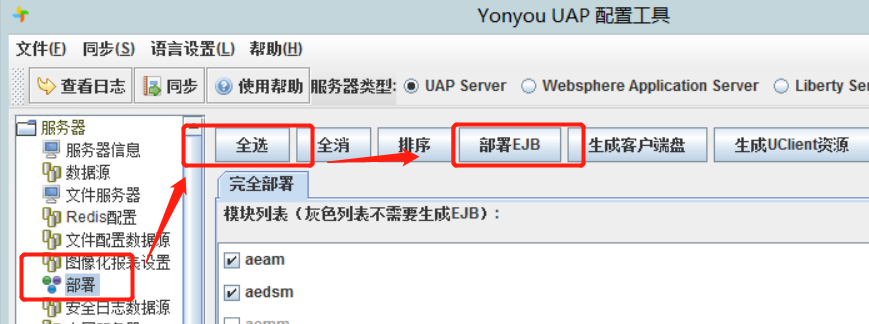 Yonyou UAP 配置工具
文件(F) 同步(S) 语言设置(L) 帮助(H)
查看日志 同步 使用帮助 服务器类型: UAP Server Websphere Application Server Liberty Ser
服务器
服务器信息
数据源
文件服务器
Redis配置
文件配置数据源
图像化报表设置
部署
安全日志数据源
全选 全消 排序 部署EJB 生成客户端盘 生成UClient资源
完全部署
模块列表（灰色列表不需要生成EJB）:
aeam
aedsm